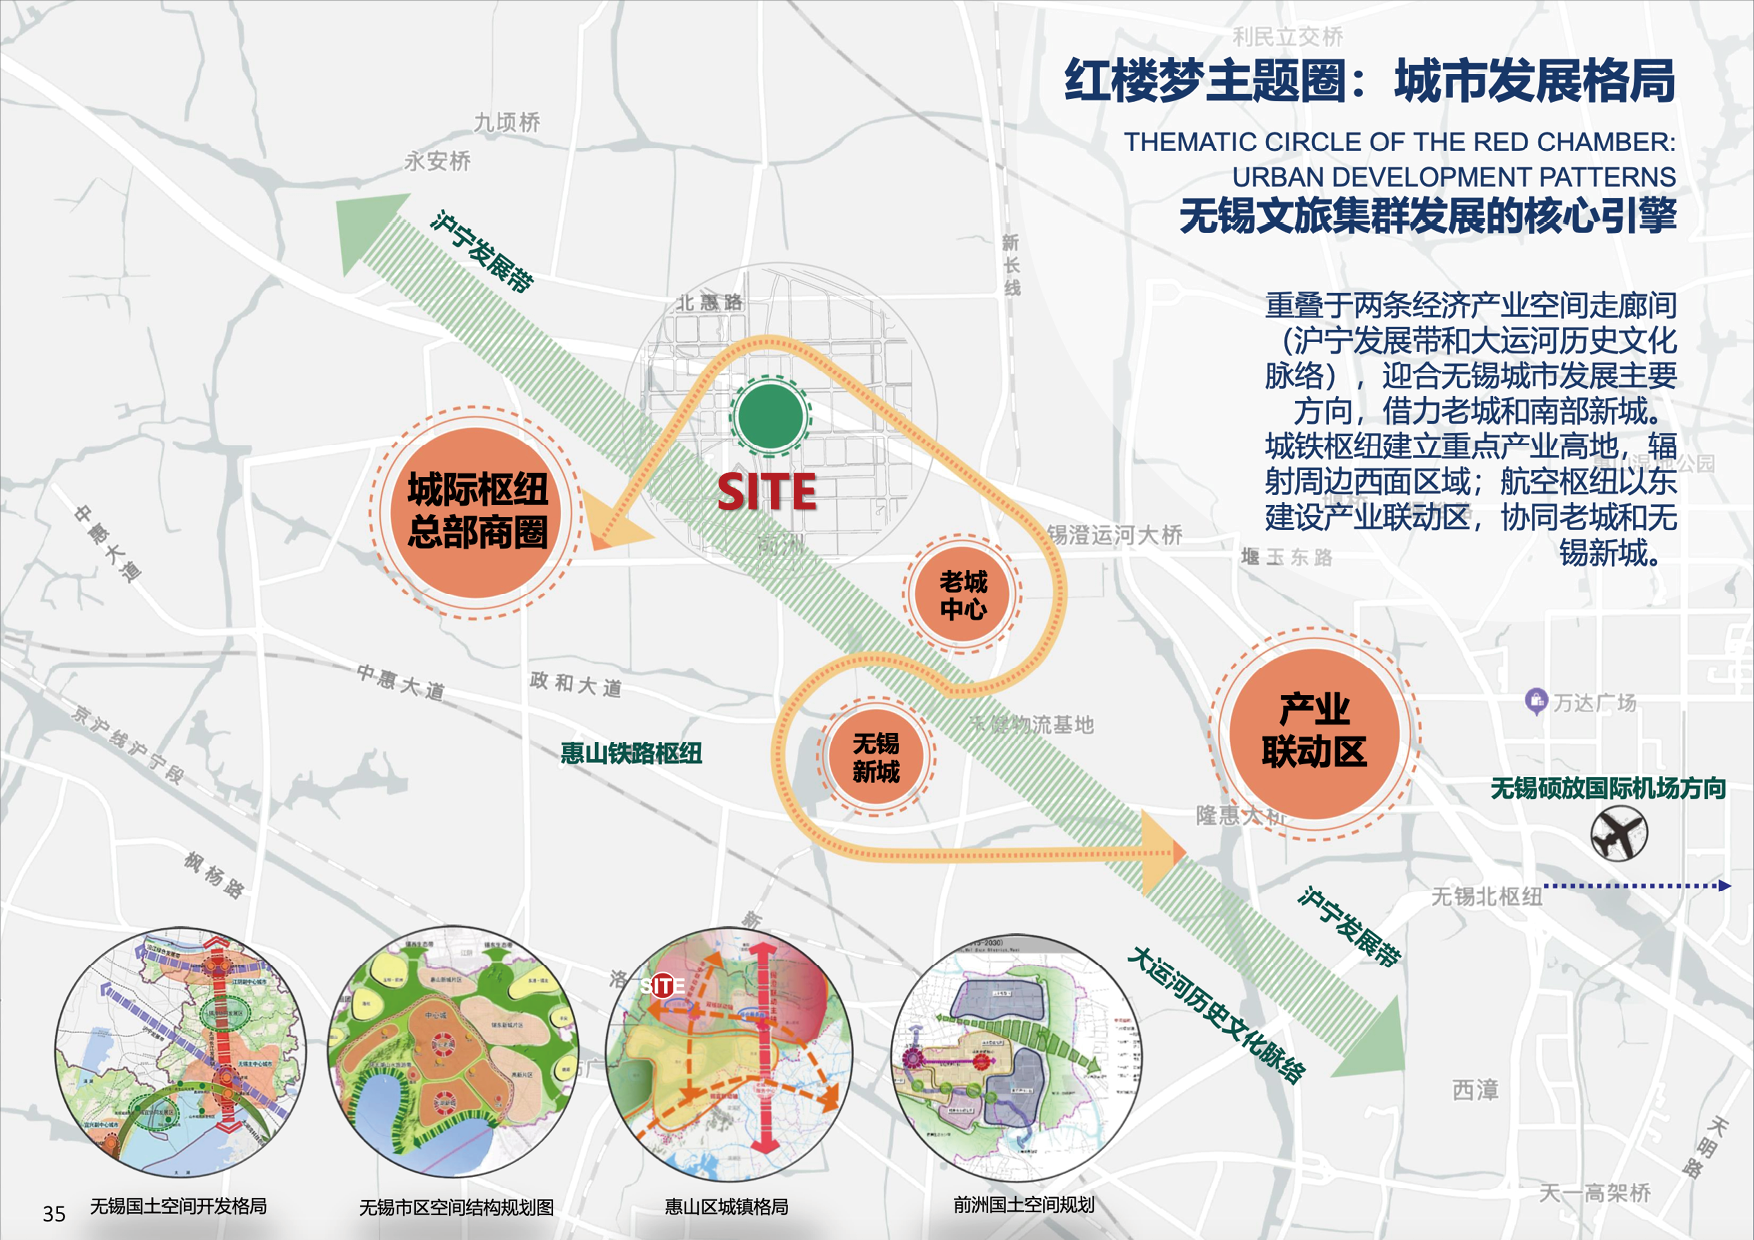 利民立交桥
红楼梦主题圈：城市发展格局
THEMATIC CIRCLE OF THE RED CHAMBER:
URBAN DEVELOPMENT PATTERNS
无锡文旅集群发展的核心引擎
重叠于两条经济产业空间走廊间
（沪宁发展带和大运河历史文化
脉络），迎合无锡城市发展主要
方向，借力老城和南部新城。
城铁枢纽建立重点产业高地，辐
射周边西面区域；航空枢纽以东
建设产业联动区，协同老城和无
锡新城。
九顷桥
永安桥
沪宁发展带
新长线
北惠路
SITE
城际枢纽
总部商圈
前洲
锡澄运河大桥
堰玉东路
老城
中心
中惠大道
中惠大道
政和大道
京沪线沪宁段
惠山铁路枢纽
无锡
新城
物流基地
产业
联动区
万达广场
无锡硕放国际机场方向
隆惠大桥
无锡北枢纽
枫杨路
沪宁发展带
大运河历史文化脉络
西漳
天明路
天一高架桥
SITE
中心城
无锡国土空间开发格局
无锡市区空间结构规划图
惠山区城镇格局
前洲国土空间规划
35